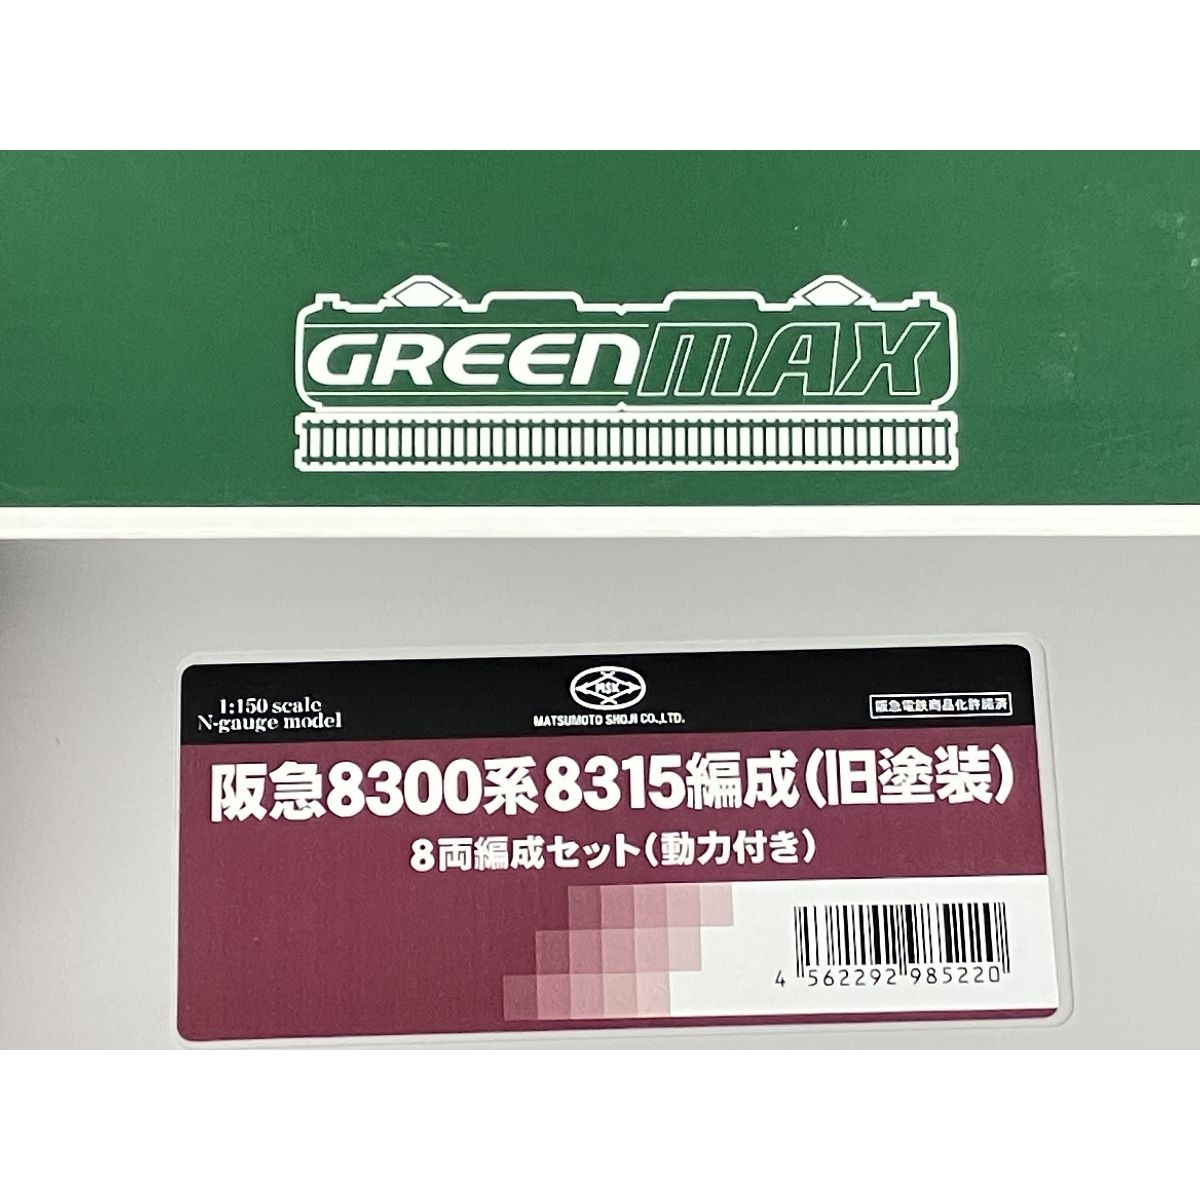 GREENMAX
1:150 scale
N-gauge model
MSK
MATSUMOTO SHOJI CO.,LTD.
阪急電鉄商品化許諾済
阪急8300系8315編成(旧塗装)
8両編成セット(動力付き)
4 562292 985220